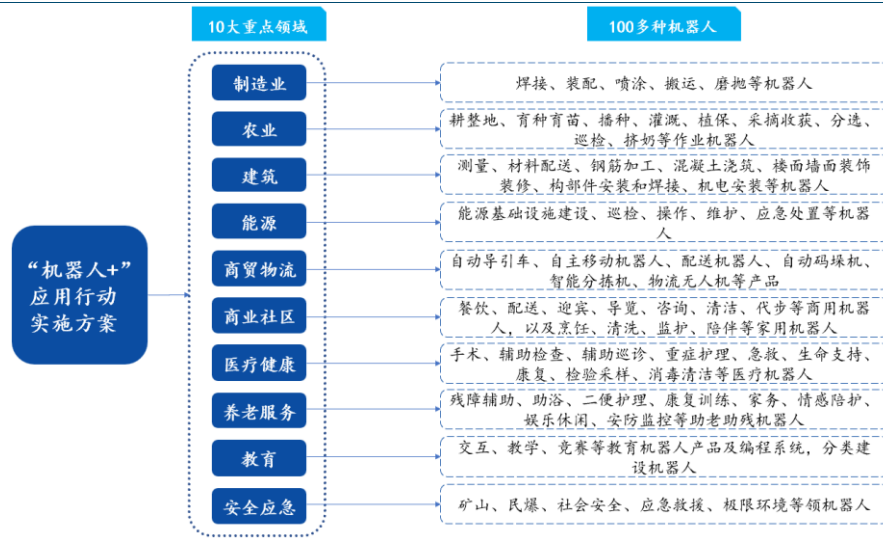 10大重点领域
100多种机器人
“机器人+”
应用行动
实施方案
制造业
焊接、装配、喷涂、搬运、磨抛等机器人
农业
耕整地、育种育苗、播种、灌溉、植保、采摘收获、分选、
巡检、挤奶等作业机器人
建筑
测量、材料配送、钢筋加工、混凝土浇筑、楼面墙面装饰
装修、构部件安装和焊接、机电安装等机器人
能源
能源基础设施建设、巡检、操作、维护、应急处置等机器
人
商贸物流
自动导引车、自主移动机器人、配送机器人、自动码垛机、
智能分拣机、物流无人机等产品
商业社区
餐饮、配送、迎宾、导览、咨询、清洁、代步等商用机器
人，以及烹饪、清洗、监护、陪伴等家用机器人
医疗健康
手术、辅助检查、辅助巡诊、重症护理、急救、生命支持、
康复、检验采样、消毒清洁等医疗机器人
养老服务
残障辅助、助浴、二便护理、康复训练、家务、情感陪护、
娱乐休闲、安防监控等助老助残机器人
教育
交互、教学、竞赛等教育机器人产品及编程系统，分类建
设机器人
安全应急
矿山、民爆、社会安全、应急救援、极限环境等领机器人